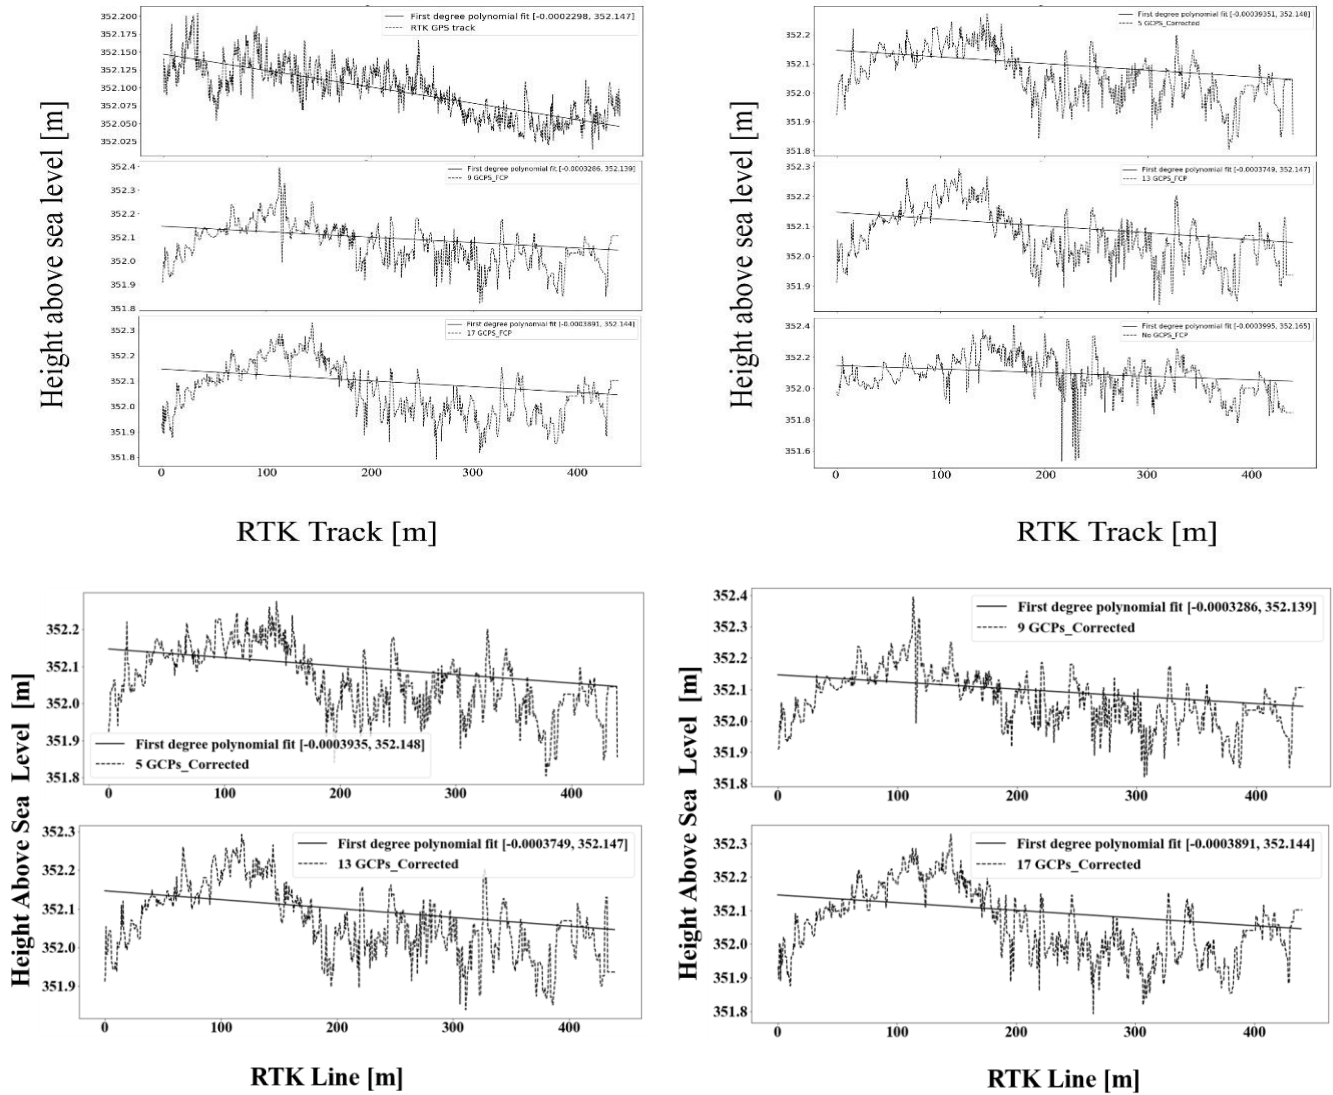 Height above sea level [m]
352.200
352.175
352.150
352.125
352.100
352.075
352.050
352.025
First degree polynomial fit [-0.0002298, 352.147]
RTK GPS track
352.4
352.3
352.2
352.1
352.0
351.9
351.8
First degree polynomial fit [-0.0003286, 352.139]
9 GCPS_FCP
352.3
352.2
352.1
352.0
351.9
351.8
First degree polynomial fit [-0.0003891, 352.144]
17 GCPS_FCP
0 100 200 300 400
RTK Track [m]
Height above sea level [m]
352.2
352.1
352.0
351.9
351.8
First degree polynomial fit [-0.00039351, 352.148]
5 GCPS_Corrected
352.3
352.2
352.1
352.0
351.9
First degree polynomial fit [-0.0003749, 352.147]
13 GCPS_FCP
352.4
352.2
352.0
351.8
351.6
First degree polynomial fit [-0.0003995, 352.165]
No GCPS_FCP
0 100 200 300 400
RTK Track [m]
Height Above Sea Level [m]
352.2
352.1
352.0
351.9
351.8
First degree polynomial fit [-0.0003935, 352.148]
5 GCPs_Corrected
0 100 200 300 400
352.3
352.2
352.1
352.0
351.9
First degree polynomial fit [-0.0003749, 352.147]
13 GCPs_Corrected
0 100 200 300 400
RTK Line [m]
Height Above Sea Level [m]
352.4
352.3
352.2
352.1
352.0
351.9
351.8
First degree polynomial fit [-0.0003286, 352.139]
9 GCPs_Corrected
0 100 200 300 400
352.3
352.2
352.1
352.0
351.9
351.8
First degree polynomial fit [-0.0003891, 352.144]
17 GCPs_Corrected
0 100 200 300 400
RTK Line [m]